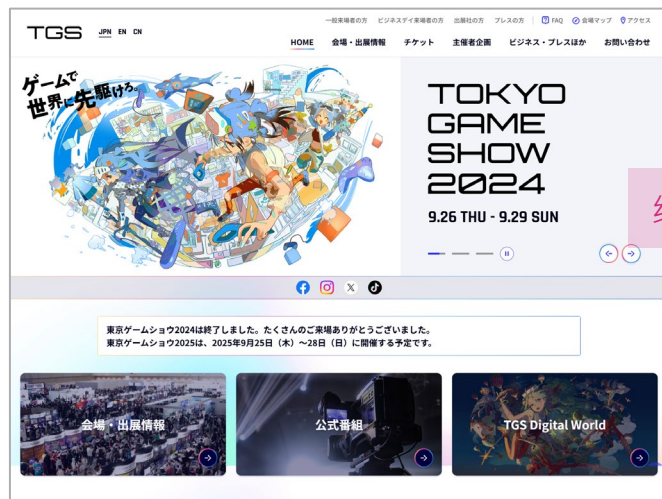 一般来場者の方 ビジネスデイ来場者の方 出展社の方 プレスの方 FAQ 会場マップ アクセス
TGS JPN EN CN
HOME 会場・出展情報 チケット 主催者企画 ビジネス・プレスほか お問い合わせ
ゲームで
世界に先駆けろ。
TOKYO
GAME
SHOW
2024
9.26 THU - 9.29 SUN
東京ゲームショウ2024は終了しました。たくさんのご来場ありがとうございました。
東京ゲームショウ2025は、2025年9月25日（木）～28日（日）に開催する予定です。
会場・出展情報 公式番組 TGS Digital World